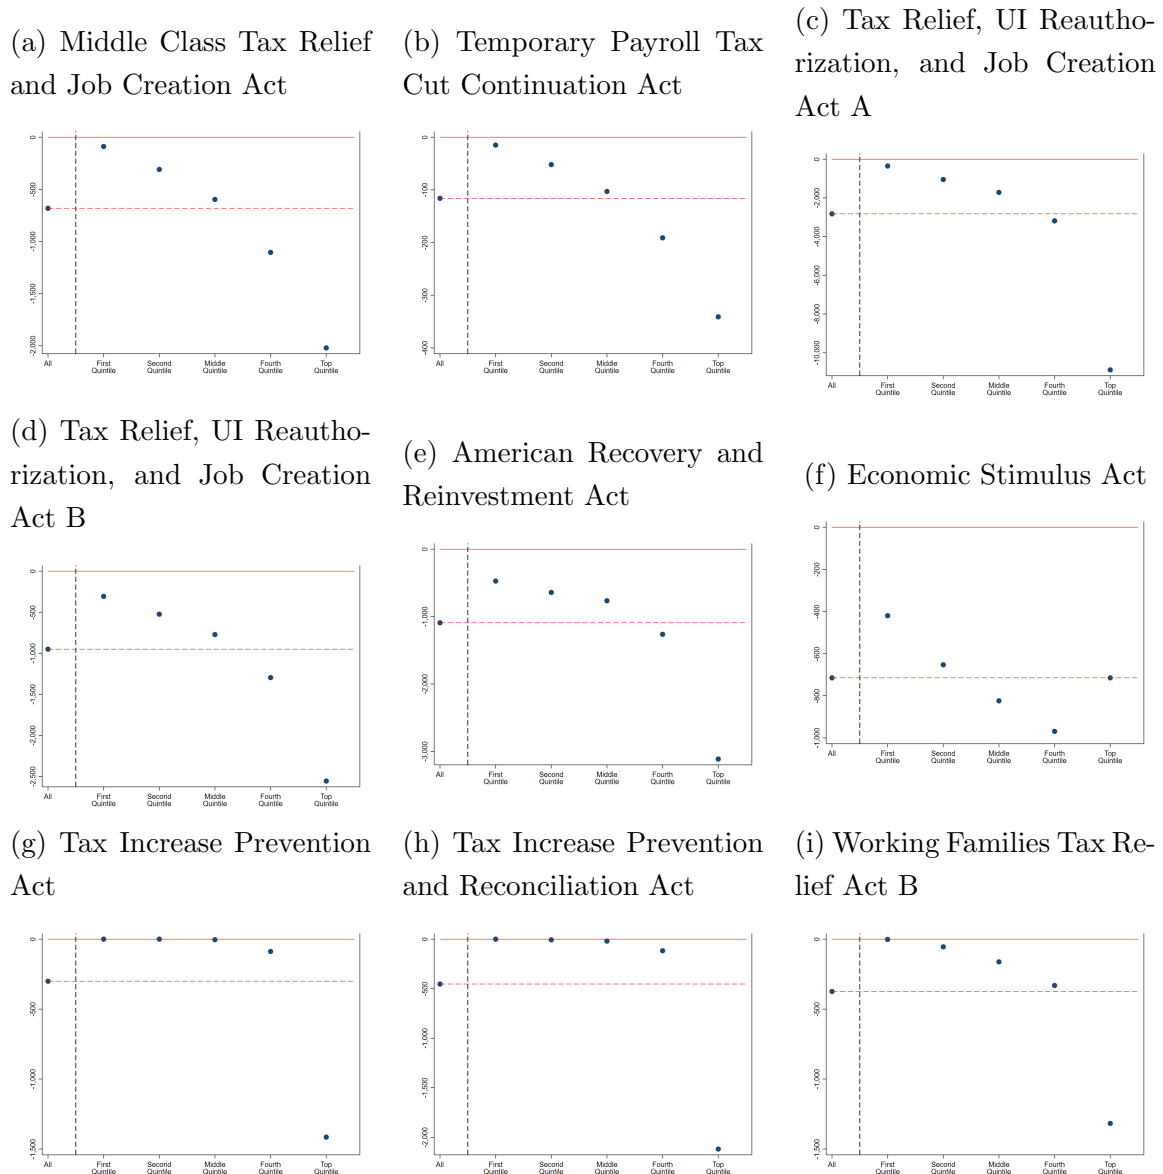 (a) Middle Class Tax Relief
and Job Creation Act
0
-500
-1,000
-1,500
-2,000
All
First
Quintile
Second
Quintile
Middle
Quintile
Fourth
Quintile
Top
Quintile
(b) Temporary Payroll Tax
Cut Continuation Act
0
-100
-200
-300
-400
All
First
Quintile
Second
Quintile
Middle
Quintile
Fourth
Quintile
Top
Quintile
(c) Tax Relief, UI Reautho-
rization, and Job Creation
Act A
0
-2,000
-4,000
-6,000
-8,000
-10,000
All
First
Quintile
Second
Quintile
Middle
Quintile
Fourth
Quintile
Top
Quintile
(d) Tax Relief, UI Reautho-
rization, and Job Creation
Act B
0
-500
-1,000
-1,500
-2,000
-2,500
All
First
Quintile
Second
Quintile
Middle
Quintile
Fourth
Quintile
Top
Quintile
(e) American Recovery and
Reinvestment Act
0
-1,000
-2,000
-3,000
All
First
Quintile
Second
Quintile
Middle
Quintile
Fourth
Quintile
Top
Quintile
(f) Economic Stimulus Act
0
-200
-400
-600
-800
-1,000
All
First
Quintile
Second
Quintile
Middle
Quintile
Fourth
Quintile
Top
Quintile
(g) Tax Increase Prevention
Act
0
-500
-1,000
-1,500
All
First
Quintile
Second
Quintile
Middle
Quintile
Fourth
Quintile
Top
Quintile
(h) Tax Increase Prevention
and Reconciliation Act
0
-500
-1,000
-1,500
-2,000
All
First
Quintile
Second
Quintile
Middle
Quintile
Fourth
Quintile
Top
Quintile
(i) Working Families Tax Re-
lief Act B
0
-500
-1,000
-1,500
All
First
Quintile
Second
Quintile
Middle
Quintile
Fourth
Quintile
Top
Quintile